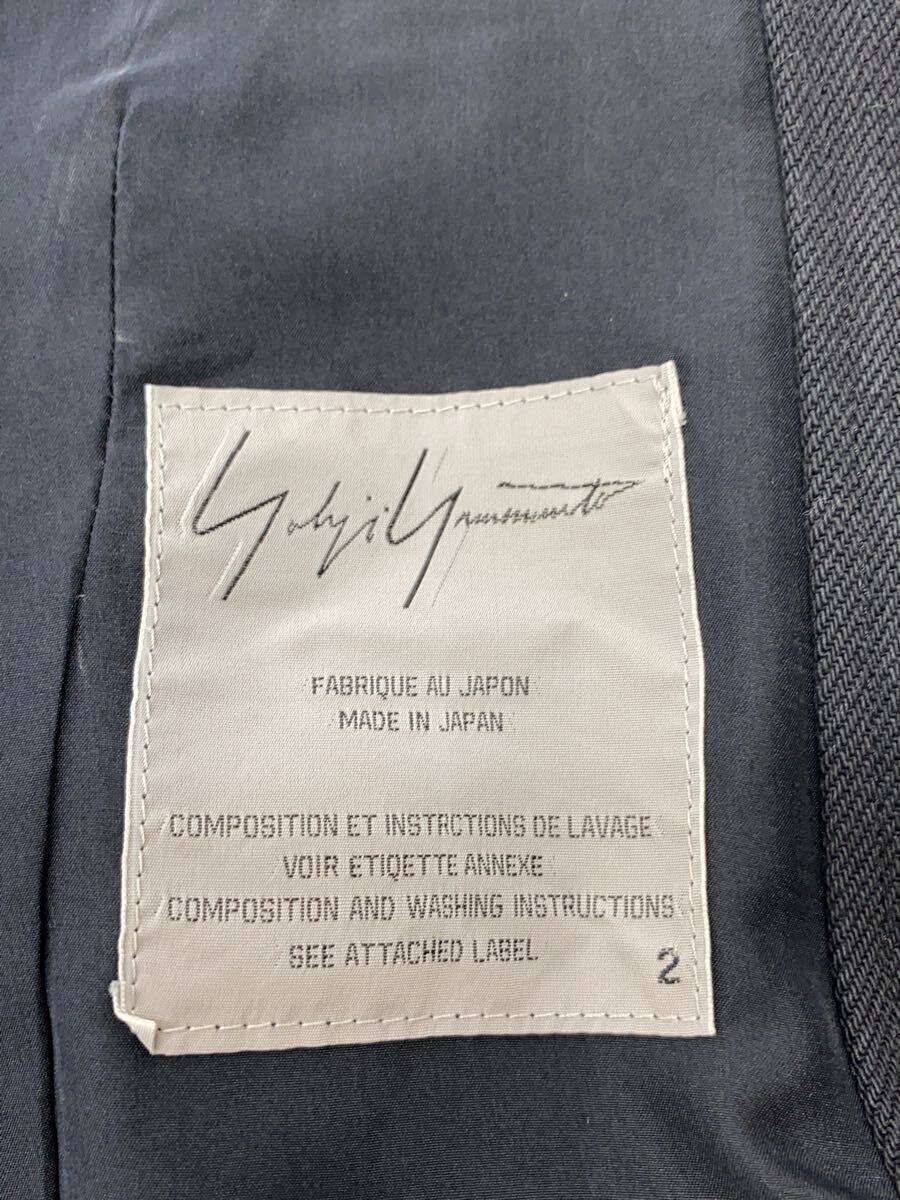 Yohji Yamamoto
FABRIQUE AU JAPON
MADE IN JAPAN
COMPOSITION ET INSTRCTIONS DE LAVAGE
VOIR ETIQETTE ANNEXE
COMPOSITION AND WASHING INSTRUCTIONS
SEE ATTACHED LABEL
2